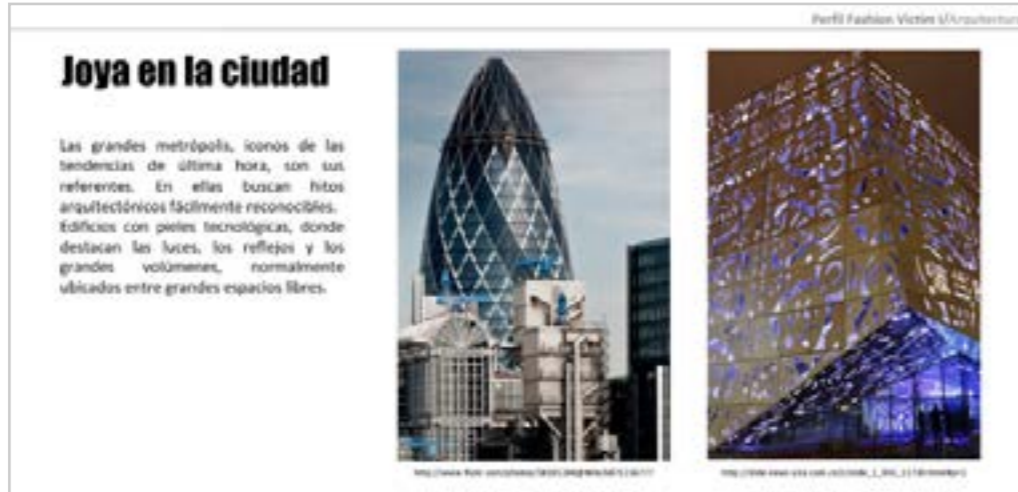 Perfil Fashion Victim I/Arquitectura
Joya en la ciudad
Las grandes metrópolis, iconos de las
tendencias de última hora, son sus
referentes. En ellas buscan hitos
arquitectónicos fácilmente reconocibles.
Edificios con pieles tecnológicas, donde
destacan las luces, los reflejos y los
grandes volúmenes, normalmente
ubicados entre grandes espacios libres.